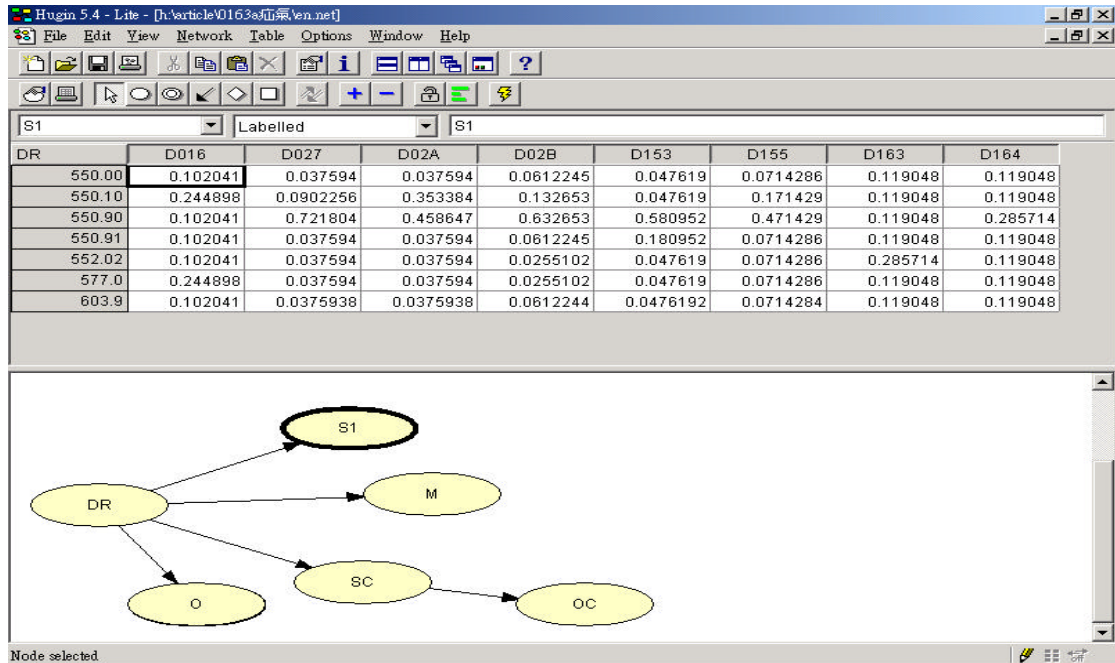 Hugin 5.4 - Lite - [h:\article\0163a疝氣\en.net]
File Edit View Network Table Options Window Help
S1 Labelled S1
DR D016 D027 D02A D02B D153 D155 D163 D164
550.00 0.102041 0.037594 0.037594 0.0612245 0.047619 0.0714286 0.119048 0.119048
550.10 0.244898 0.0902256 0.353384 0.132653 0.047619 0.171429 0.119048 0.119048
550.90 0.102041 0.721804 0.458647 0.632653 0.580952 0.471429 0.119048 0.285714
550.91 0.102041 0.037594 0.037594 0.0612245 0.180952 0.0714286 0.119048 0.119048
552.02 0.102041 0.037594 0.037594 0.0255102 0.047619 0.0714286 0.285714 0.119048
577.0 0.244898 0.037594 0.037594 0.0255102 0.047619 0.0714286 0.119048 0.119048
603.9 0.102041 0.0375938 0.0375938 0.0612244 0.0476192 0.0714284 0.119048 0.119048
S1
M
DR
SC
O
OC
Node selected